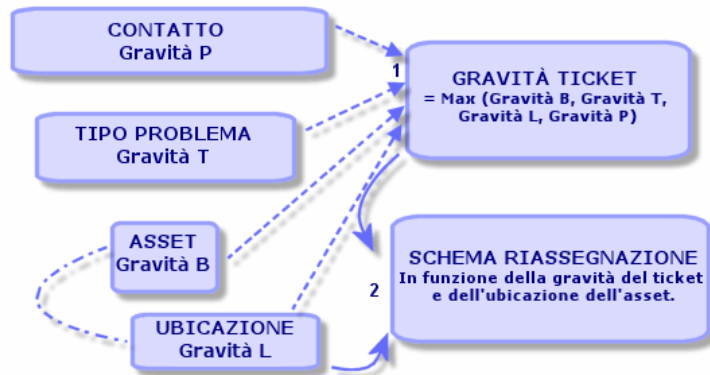 CONTATTO
Gravità P
1
GRAVITÀ TICKET
= Max (Gravità B, Gravità T,
Gravità L, Gravità P)
TIPO PROBLEMA
Gravità T
ASSET
Gravità B
2
SCHEMA RIASSEGNAZIONE
In funzione della gravità del ticket
e dell'ubicazione dell'asset.
UBICAZIONE
Gravità L